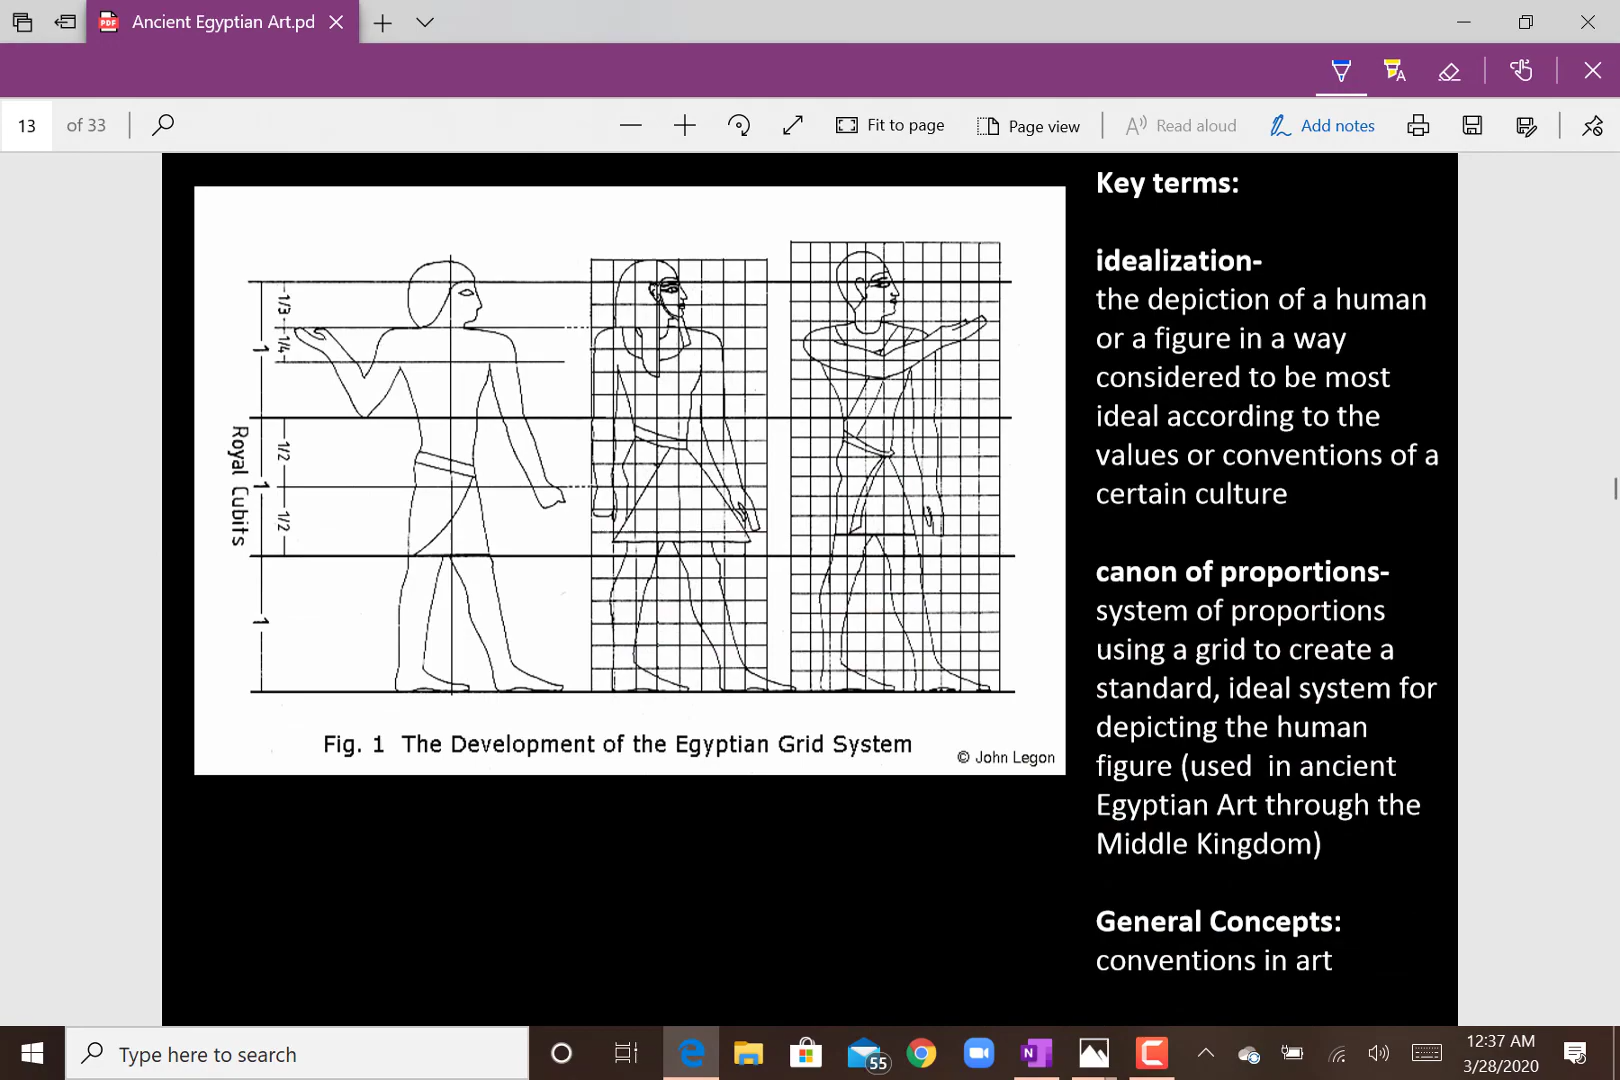 Ancient Egyptian Art.pd
13 of 33
Fit to page
Page view
Read aloud
Add notes
1/3
1/4
1
1/2
1
1/2
1
Royal Cubits
Fig. 1 The Development of the Egyptian Grid System
© John Legon
Key terms:
idealization-
the depiction of a human
or a figure in a way
considered to be most
ideal according to the
values or conventions of a
certain culture
canon of proportions-
system of proportions
using a grid to create a
standard, ideal system for
depicting the human
figure (used in ancient
Egyptian Art through the
Middle Kingdom)
General Concepts:
conventions in art
Type here to search
55
12:37 AM
3/28/2020